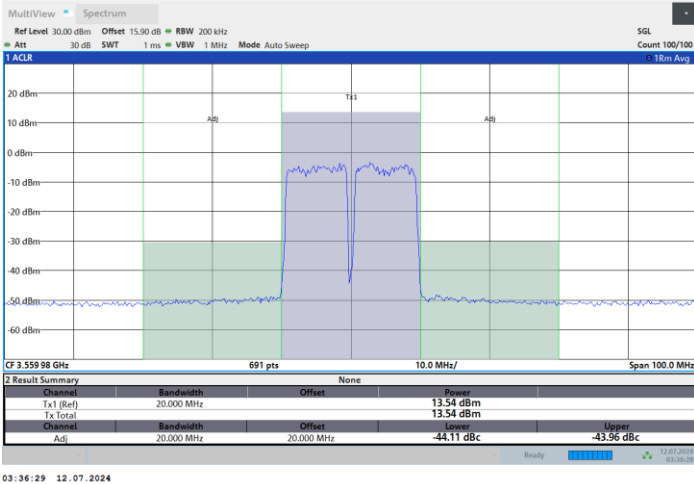 MultiView Spectrum
Ref Level 30.00 dBm Offset 15.90 dB RBW 200 kHz SGL
Att 30 dB SWT 1 ms VBW 1 MHz Mode Auto Sweep Count 100/100
1 ACLR 1Rm Avg
Tx1
20 dBm
Adj Adj
10 dBm
0 dBm
-10 dBm
-20 dBm
-30 dBm
-40 dBm
-50 dBm
-60 dBm
CF 3.559 98 GHz 691 pts 10.0 MHz/ Span 100.0 MHz
2 Result Summary None
Channel Bandwidth Offset Power
Tx1 (Ref) 20.000 MHz 13.54 dBm
Tx Total 13.54 dBm
Channel Bandwidth Offset Lower Upper
Adj 20.000 MHz 20.000 MHz -44.11 dBc -43.96 dBc
Ready 12.07.2024
03:36:28
03:36:29 12.07.2024